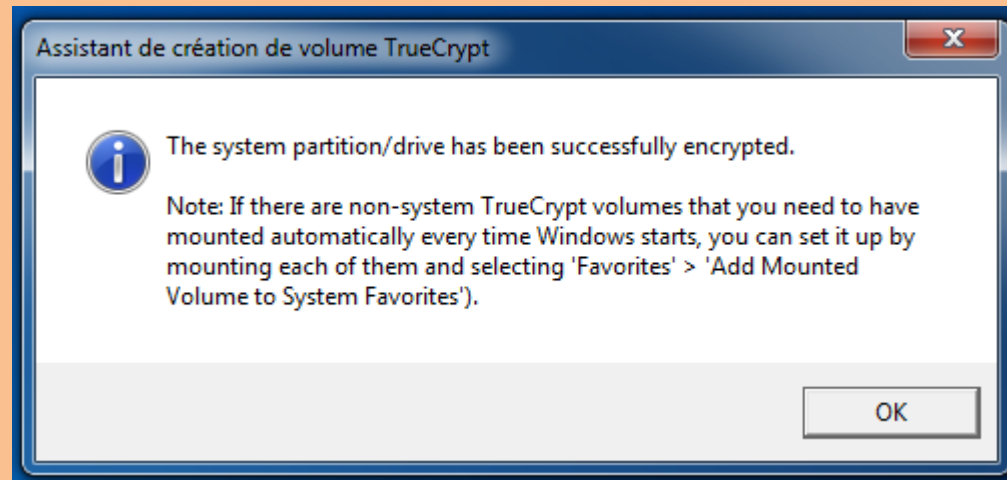 Assistant de création de volume TrueCrypt
The system partition/drive has been successfully encrypted.
Note: If there are non-system TrueCrypt volumes that you need to have
mounted automatically every time Windows starts, you can set it up by
mounting each of them and selecting 'Favorites' > 'Add Mounted
Volume to System Favorites').
OK